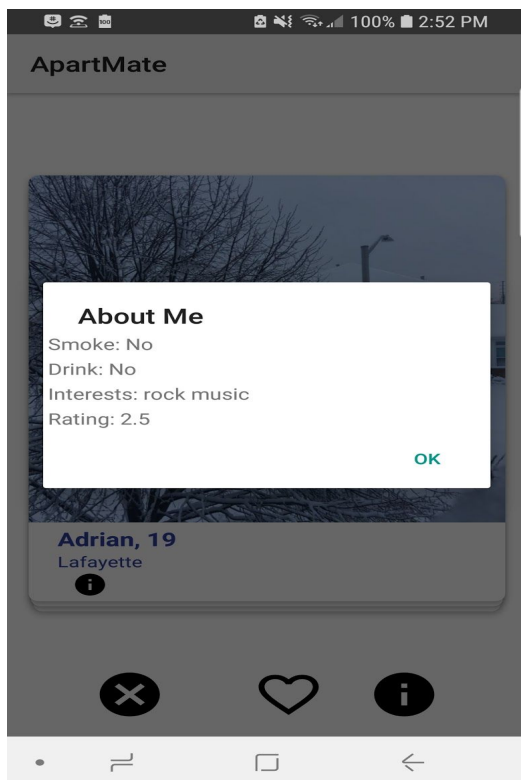 100 100% 2:52 PM
ApartMate
About Me
Smoke: No
Drink: No
Interests: rock music
Rating: 2.5
OK
Adrian, 19
Lafayette